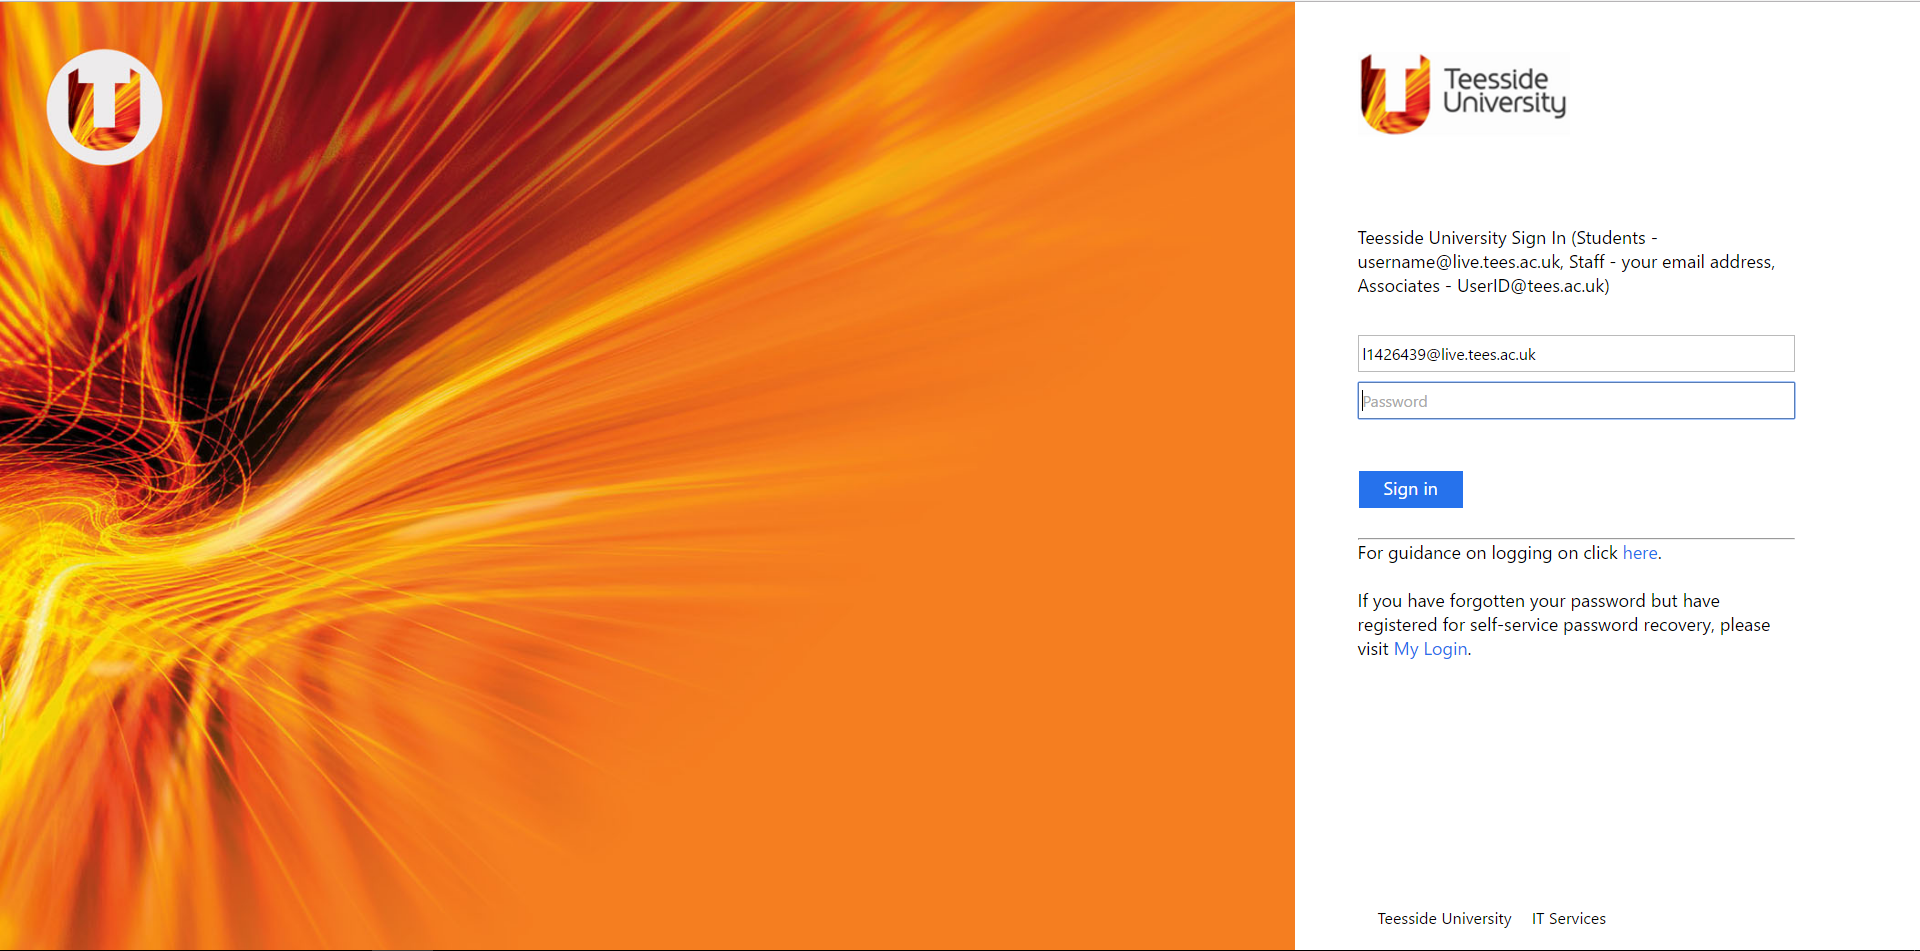 T
Teesside
University
Teesside University Sign In (Students -
username@live.tees.ac.uk, Staff - your email address,
Associates - UserID@tees.ac.uk)
l1426439@live.tees.ac.uk
Password
Sign in
For guidance on logging on click here.
If you have forgotten your password but have
registered for self-service password recovery, please
visit My Login.
Teesside University IT Services